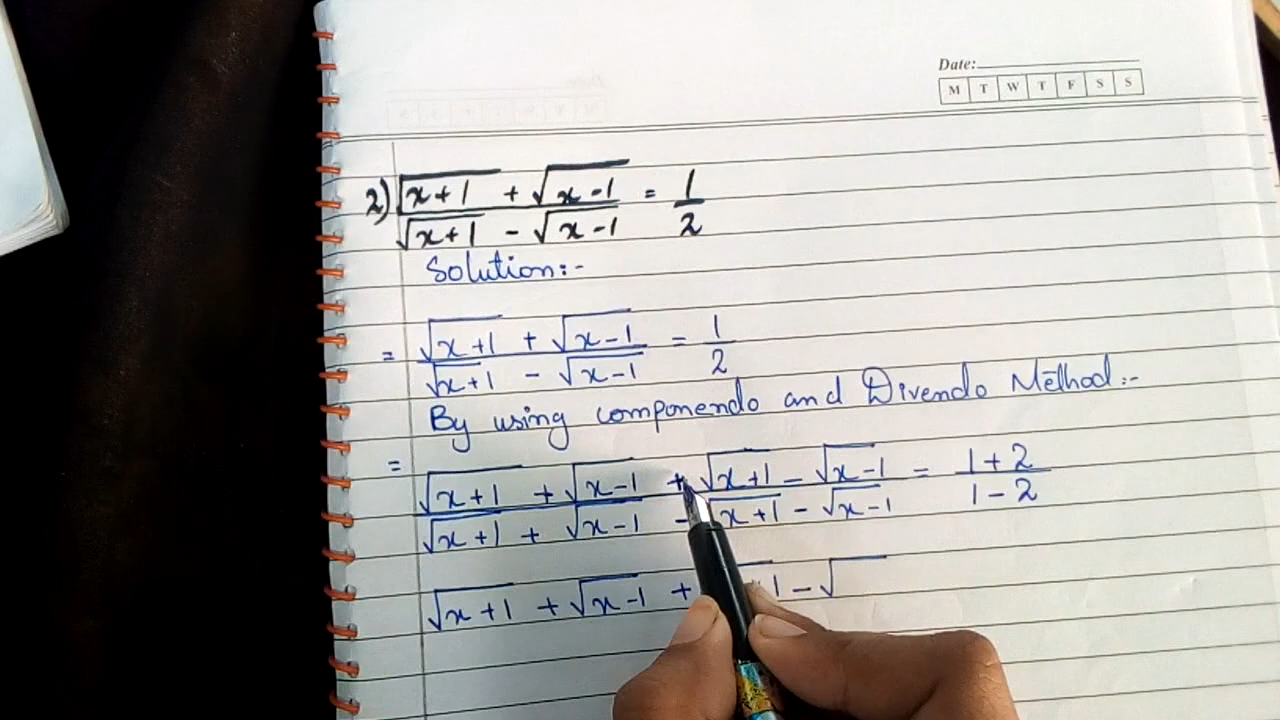 Date:
M T W T F S S
2) √x+1 + √x-1 / √x+1 - √x-1 = 1/2
Solution:-
= √x+1 + √x-1 / √x+1 - √x-1 = 1/2
By using componendo and Divendo Method:-
= √x+1 + √x-1 + √x+1 - √x-1 / √x+1 + √x-1 - √x+1 - √x-1 = 1+2 / 1-2
√x+1 + √x-1 + 1 - √